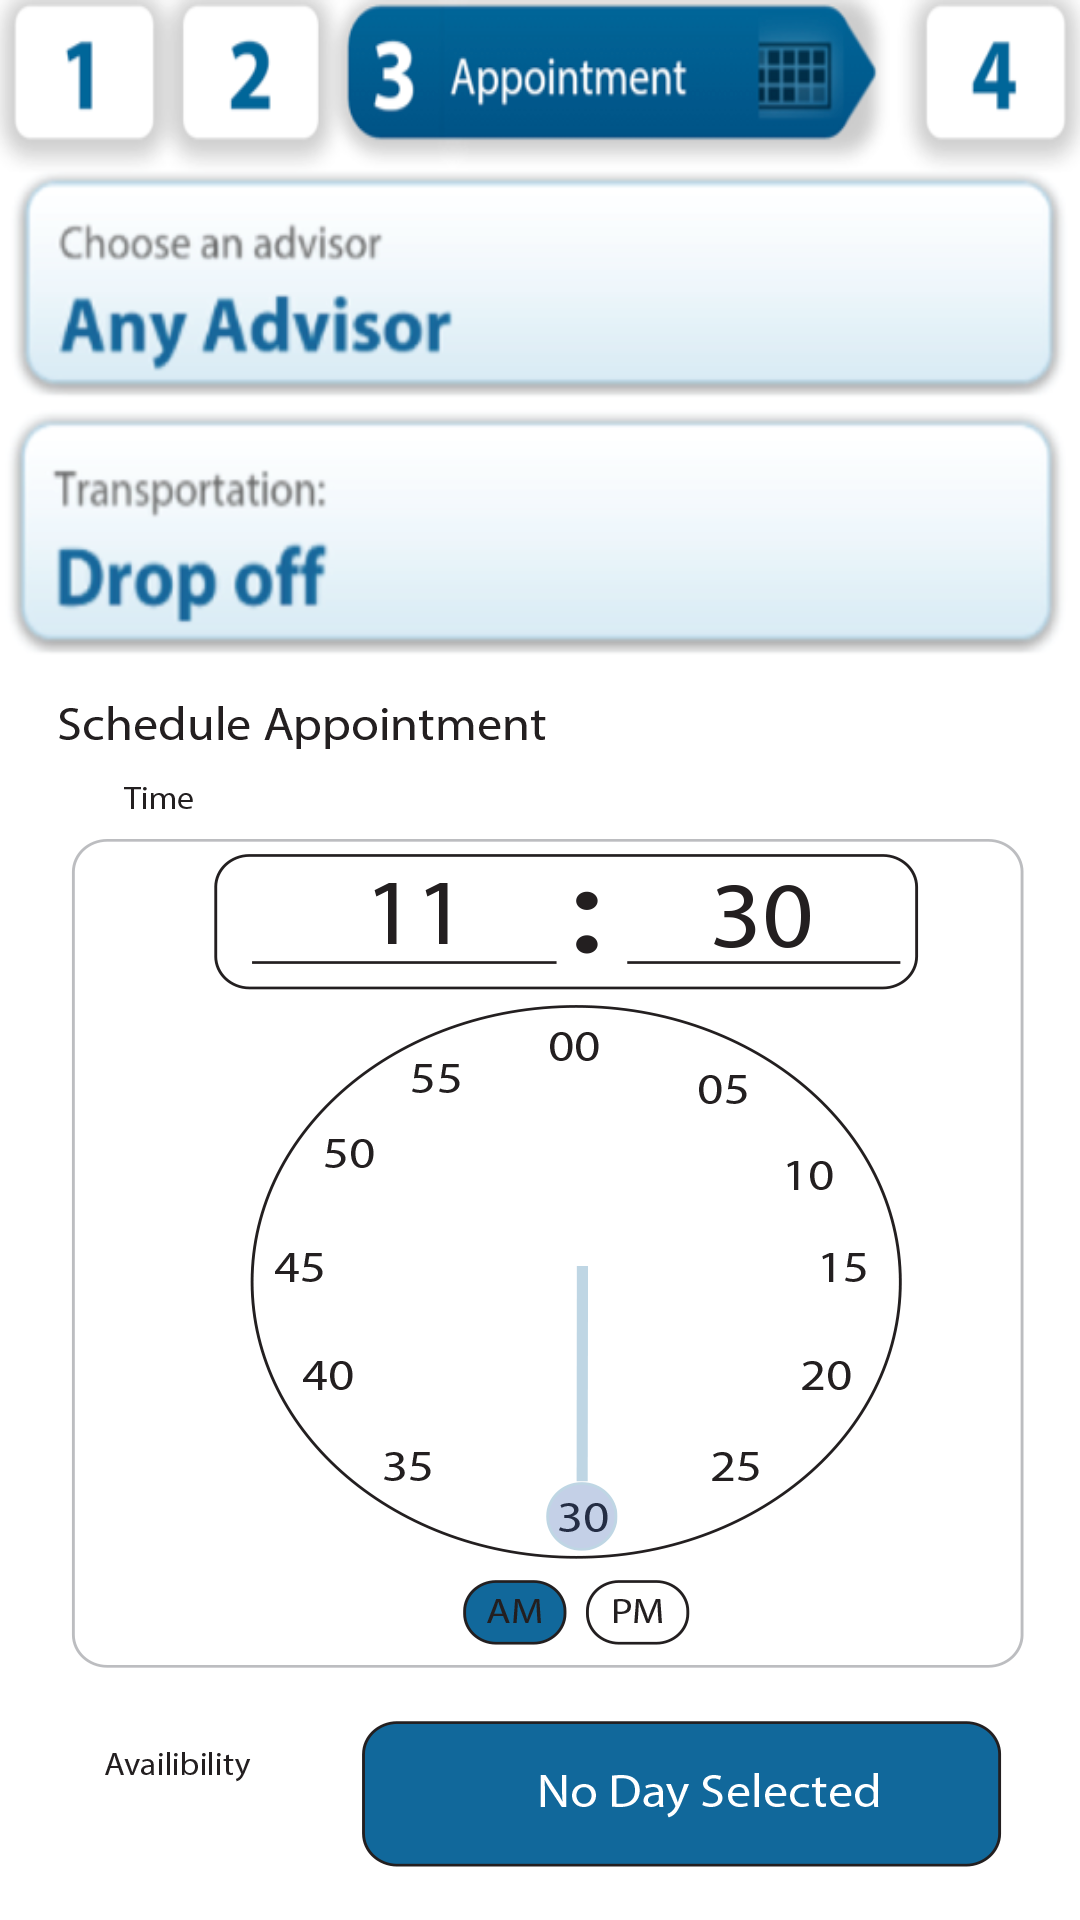 1 2 3 Appointment 4
Choose an advisor
Any Advisor
Transportation:
Drop off
Schedule Appointment
Time
11 : 30
00
55 05
50 10
45 15
40 20
35 25
30
AM PM
Availibility No Day Selected